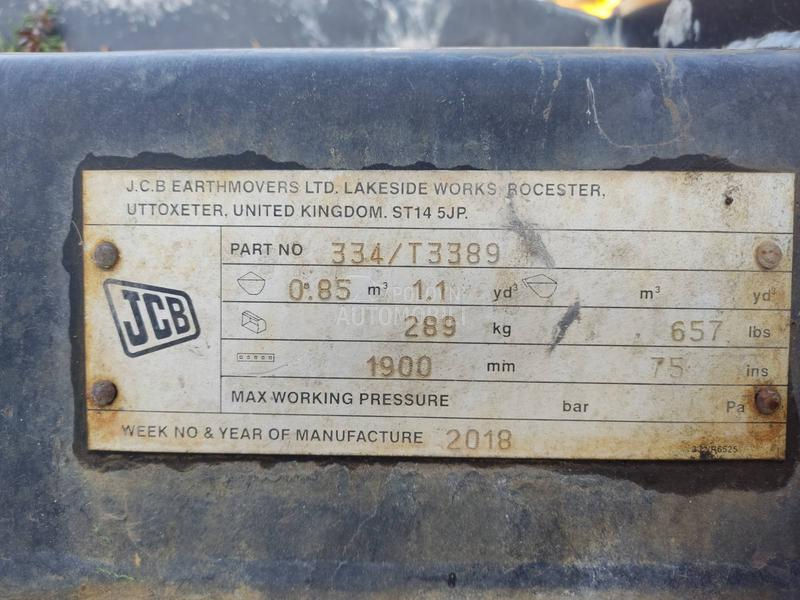 J.C.B EARTHMOVERS LTD. LAKESIDE WORKS, ROCESTER,
UTTOXETER, UNITED KINGDOM. ST14 5JP.
PART NO 334/T3389
0.85 m³ 1.1 yd³ m³ yd³
JCB
289 kg 657 lbs
1900 mm 75 ins
MAX WORKING PRESSURE bar Pa
WEEK NO & YEAR OF MANUFACTURE 2018
AUTOMOBILI